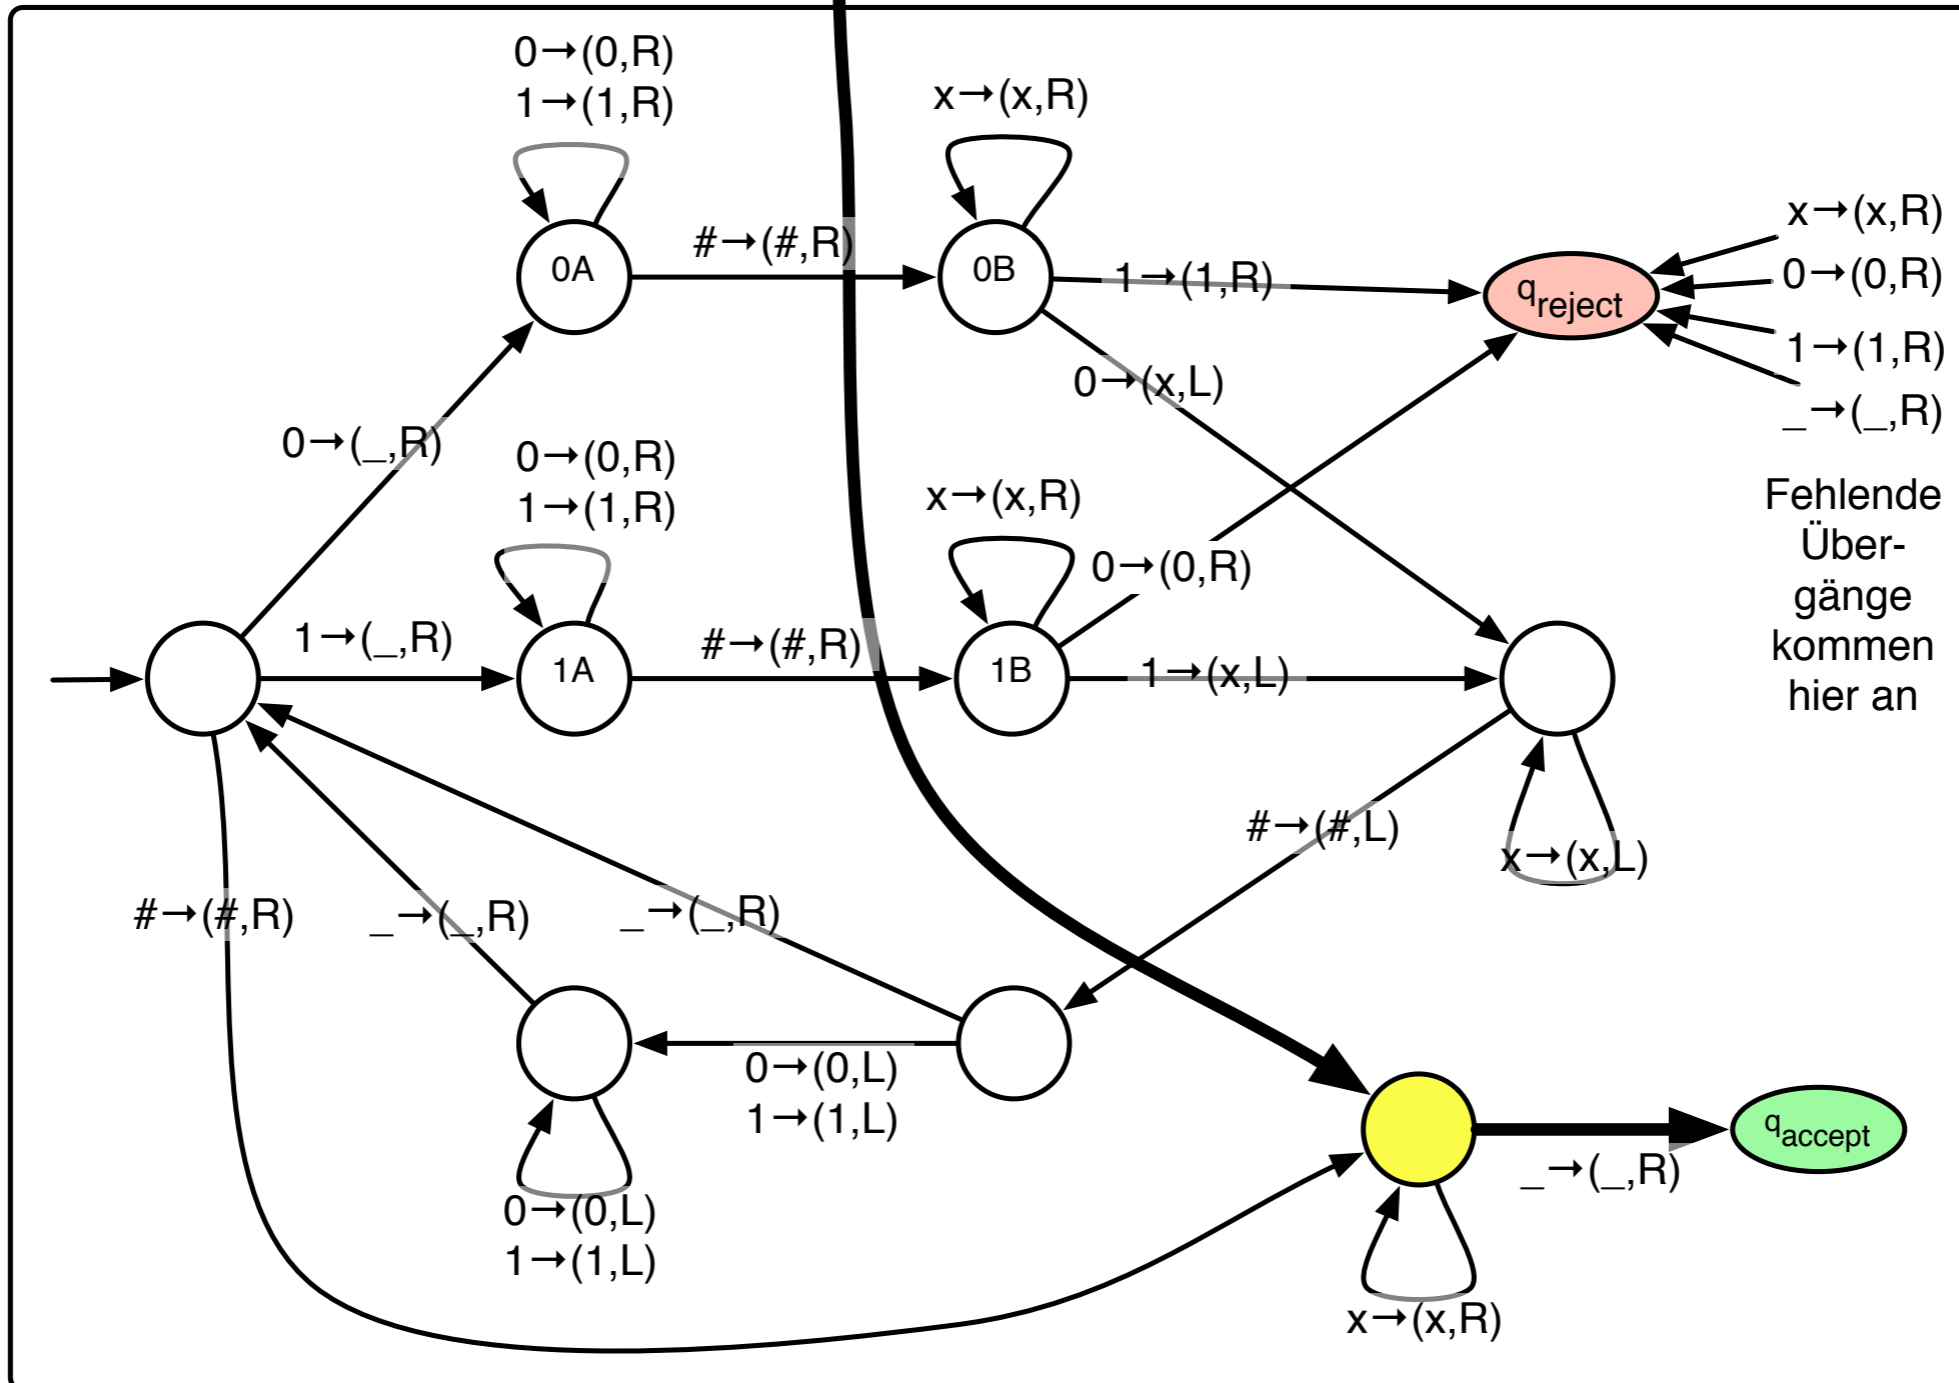 0→(0,R)
1→(1,R)
x→(x,R)
0A
#→(#,R)
0B
1→(1,R)
qreject
x→(x,R)
0→(0,R)
1→(1,R)
_→(_,R)
Fehlende
Über-
gänge
kommen
hier an
0→(x,L)
0→(_,R)
0→(0,R)
1→(1,R)
x→(x,R)
0→(0,R)
1→(_,R)
1A
#→(#,R)
1B
1→(x,L)
#→(#,L)
x→(x,L)
#→(#,R)
_→(_,R)
_→(_,R)
0→(0,L)
1→(1,L)
0→(0,L)
1→(1,L)
qaccept
_→(_,R)
x→(x,R)